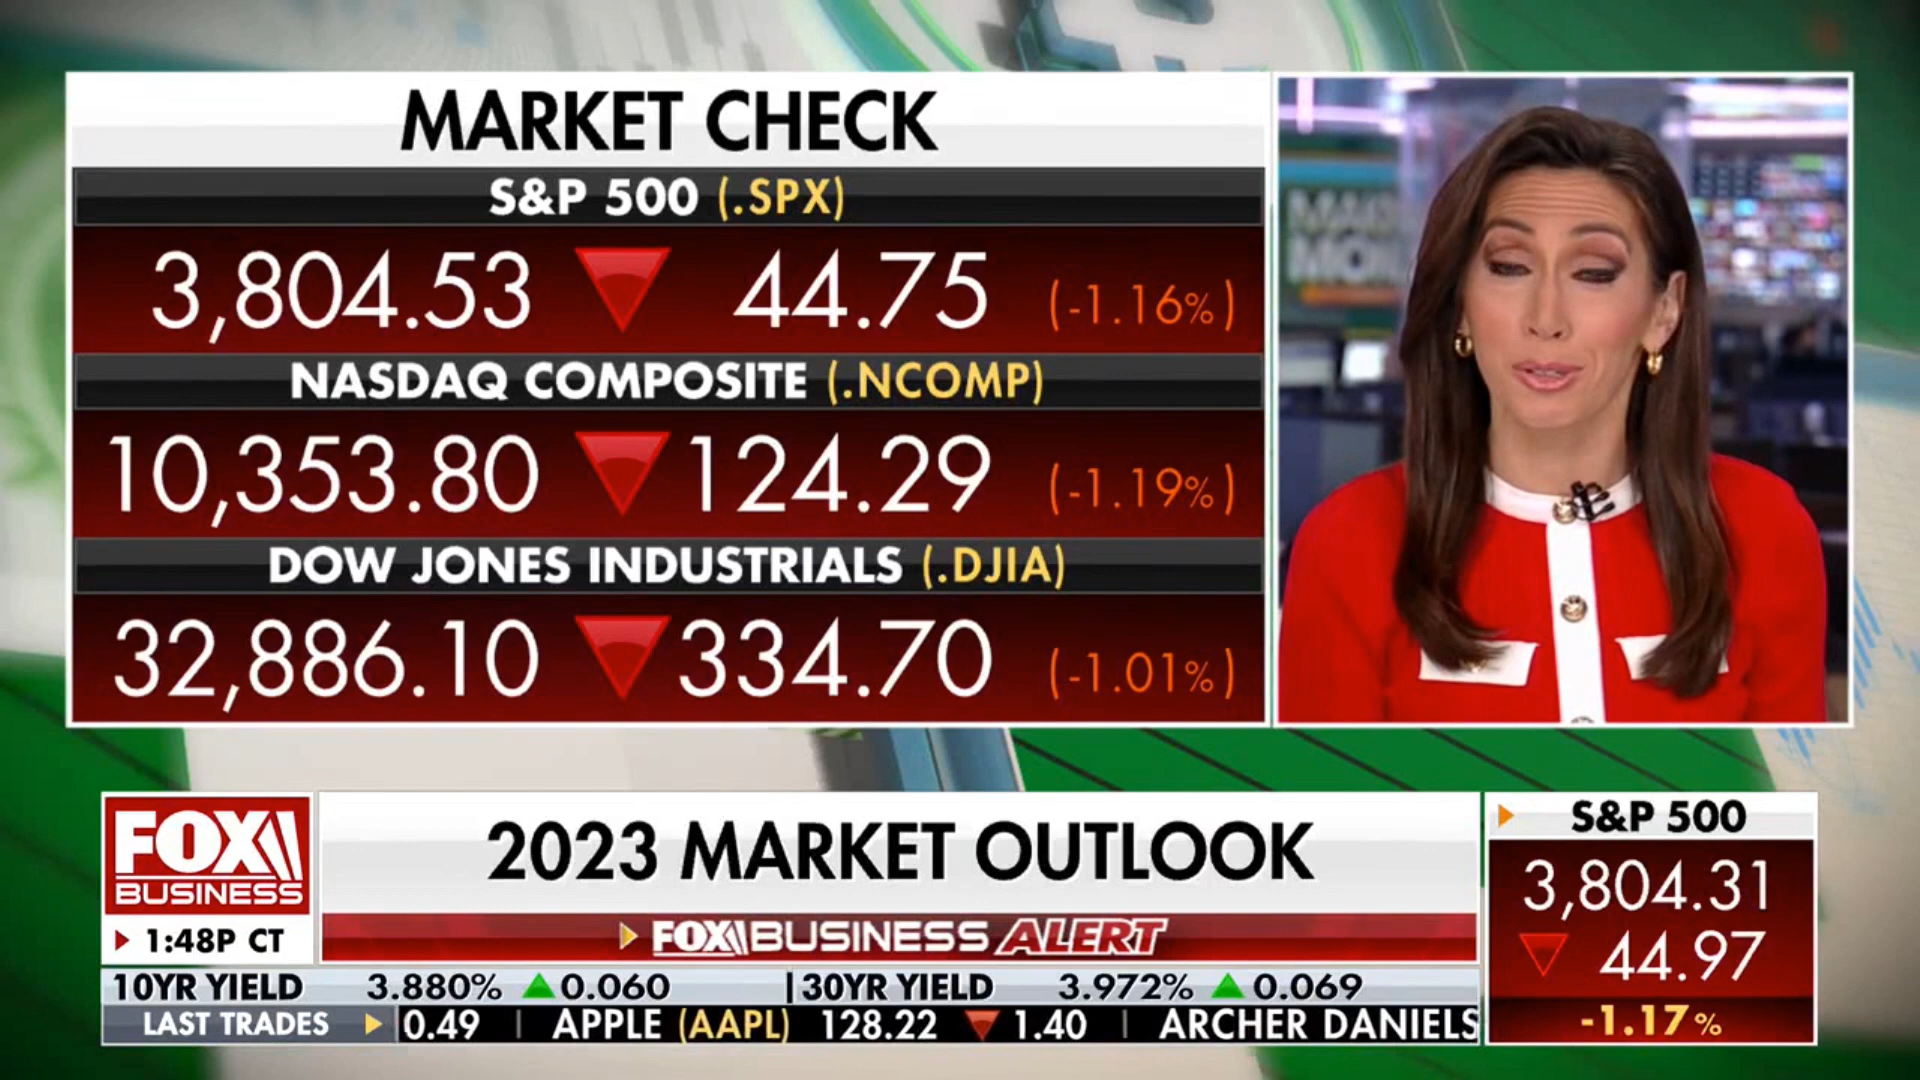 MARKET CHECK
S&P 500 (.SPX)
3,804.53 ▼ 44.75 (-1.16%)
NASDAQ COMPOSITE (.NCOMP)
10,353.80 ▼ 124.29 (-1.19%)
DOW JONES INDUSTRIALS (.DJIA)
32,886.10 ▼ 334.70 (-1.01%)
FOX
BUSINESS
1:48P CT
2023 MARKET OUTLOOK
FOX BUSINESS ALERT
S&P 500
3,804.31
▼ 44.97
-1.17%
10YR YIELD 3.880% ▲ 0.060 | 30YR YIELD 3.972% ▲ 0.069
LAST TRADES 0.49 | APPLE (AAPL) 128.22 ▼ 1.40 | ARCHER DANIELS